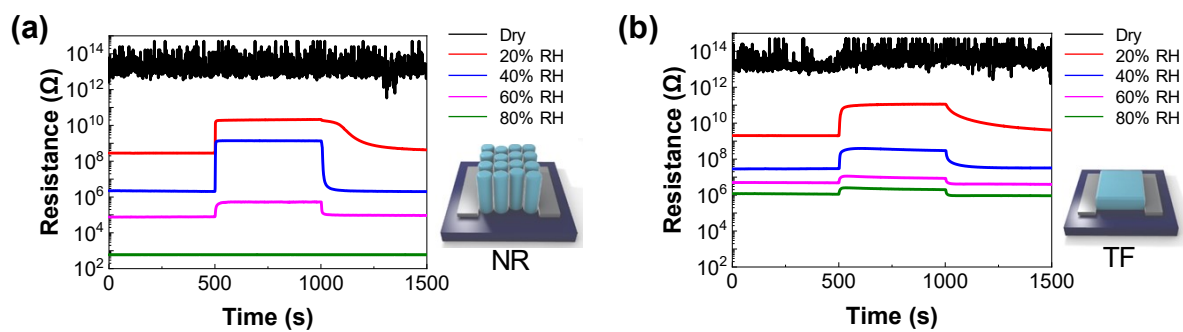 (a)
Resistance (Ω)
10^14
10^12
10^10
10^8
10^6
10^4
10^2
0
500
1000
1500
Time (s)
Dry
20% RH
40% RH
60% RH
80% RH
NR
(b)
Resistance (Ω)
10^14
10^12
10^10
10^8
10^6
10^4
10^2
0
500
1000
1500
Time (s)
Dry
20% RH
40% RH
60% RH
80% RH
TF